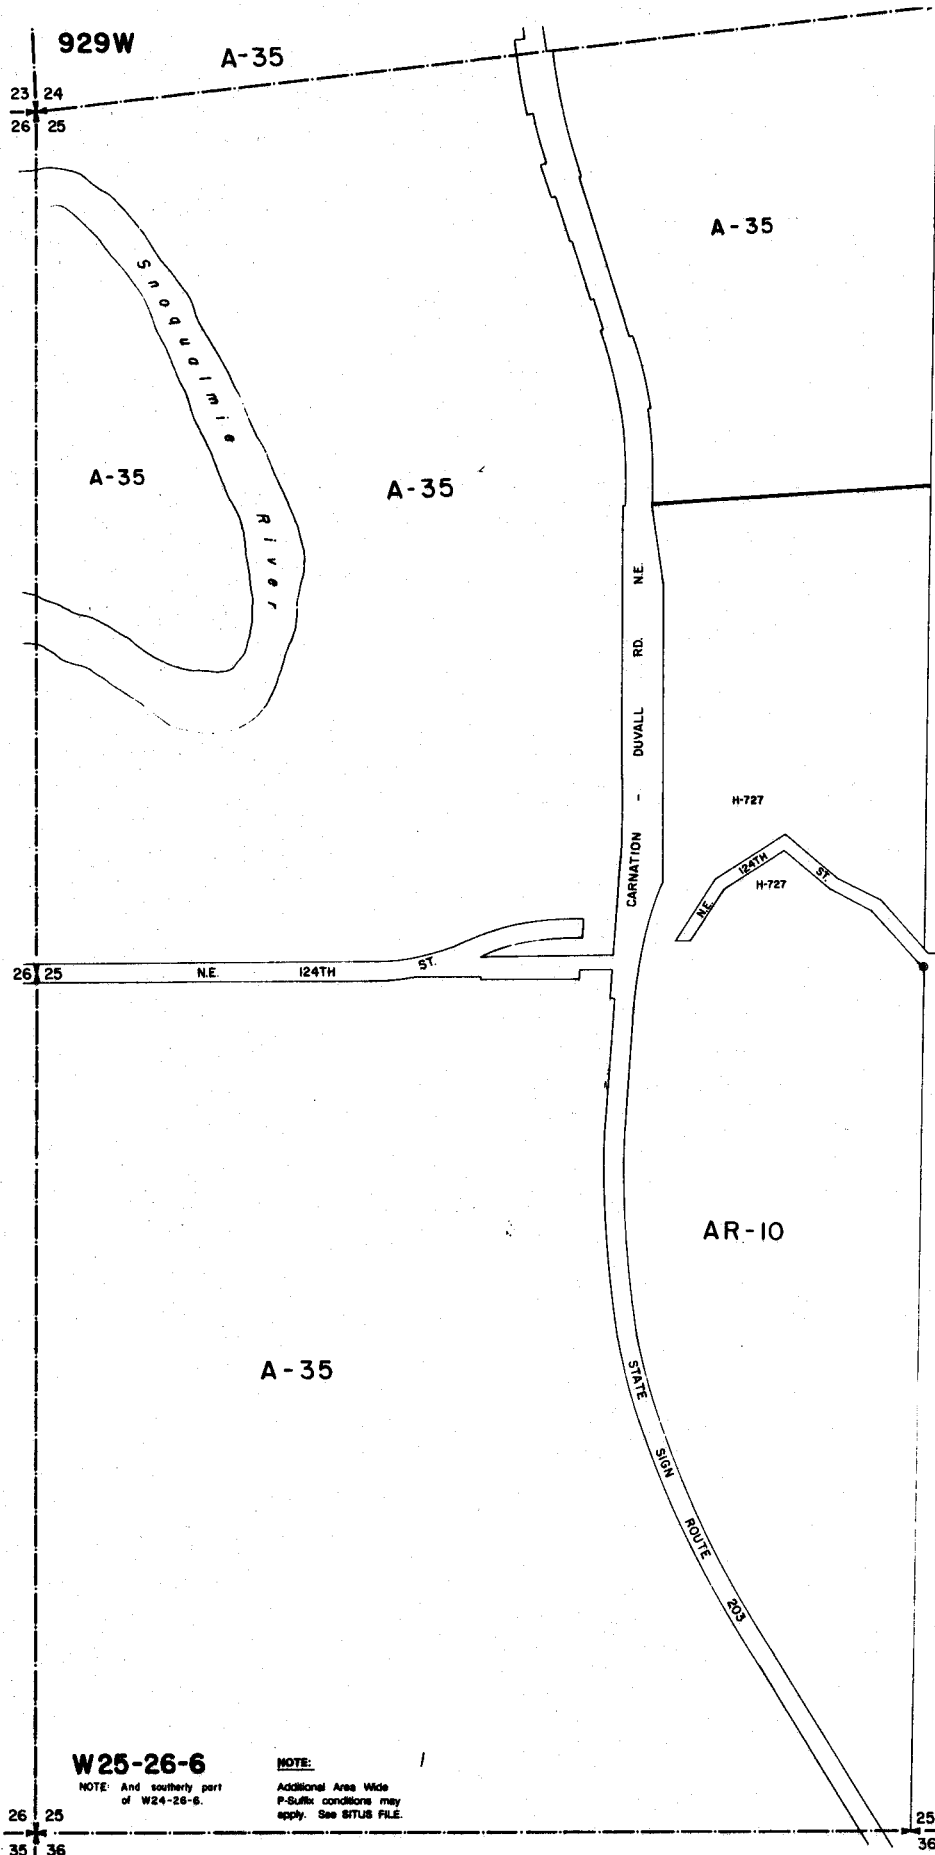 929W
A-35
23 24
26 25
A-35
Snoqualmie River
A-35
A-35
CARNATION - DUVALL RD. N.E.
H-727
N.E. 124TH ST.
H-727
26 25
N.E. 124TH ST.
AR-10
A-35
STATE SIGN ROUTE 203
W25-26-6
NOTE: And southerly part
of W24-26-6.
NOTE:
Additional Area Wide
P-Suffix conditions may
apply. See SITUS FILE.
26 25
35 36
25
36